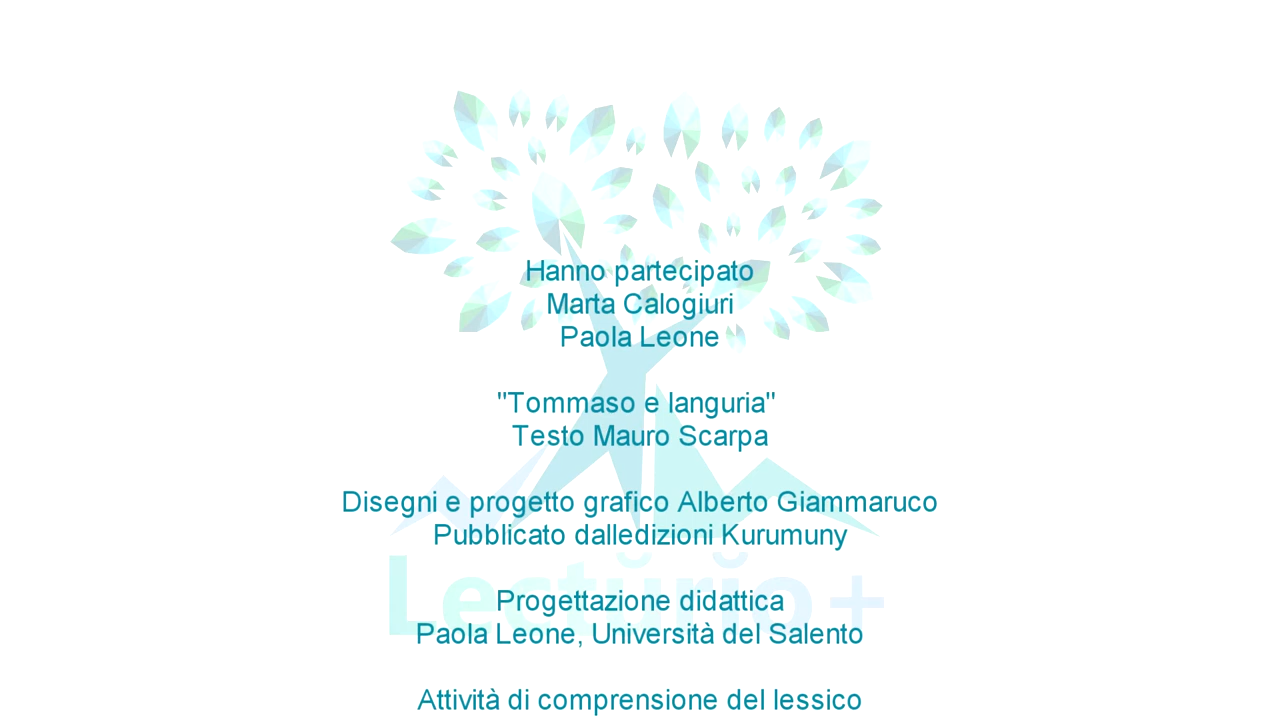 Hanno partecipato
Marta Calogiuri
Paola Leone
"Tommaso e languria"
Testo Mauro Scarpa
Disegni e progetto grafico Alberto Giammaruco
Pubblicato dalledizioni Kurumuny
Lectŭrĭo+
Progettazione didattica
Paola Leone, Università del Salento
Attività di comprensione del lessico